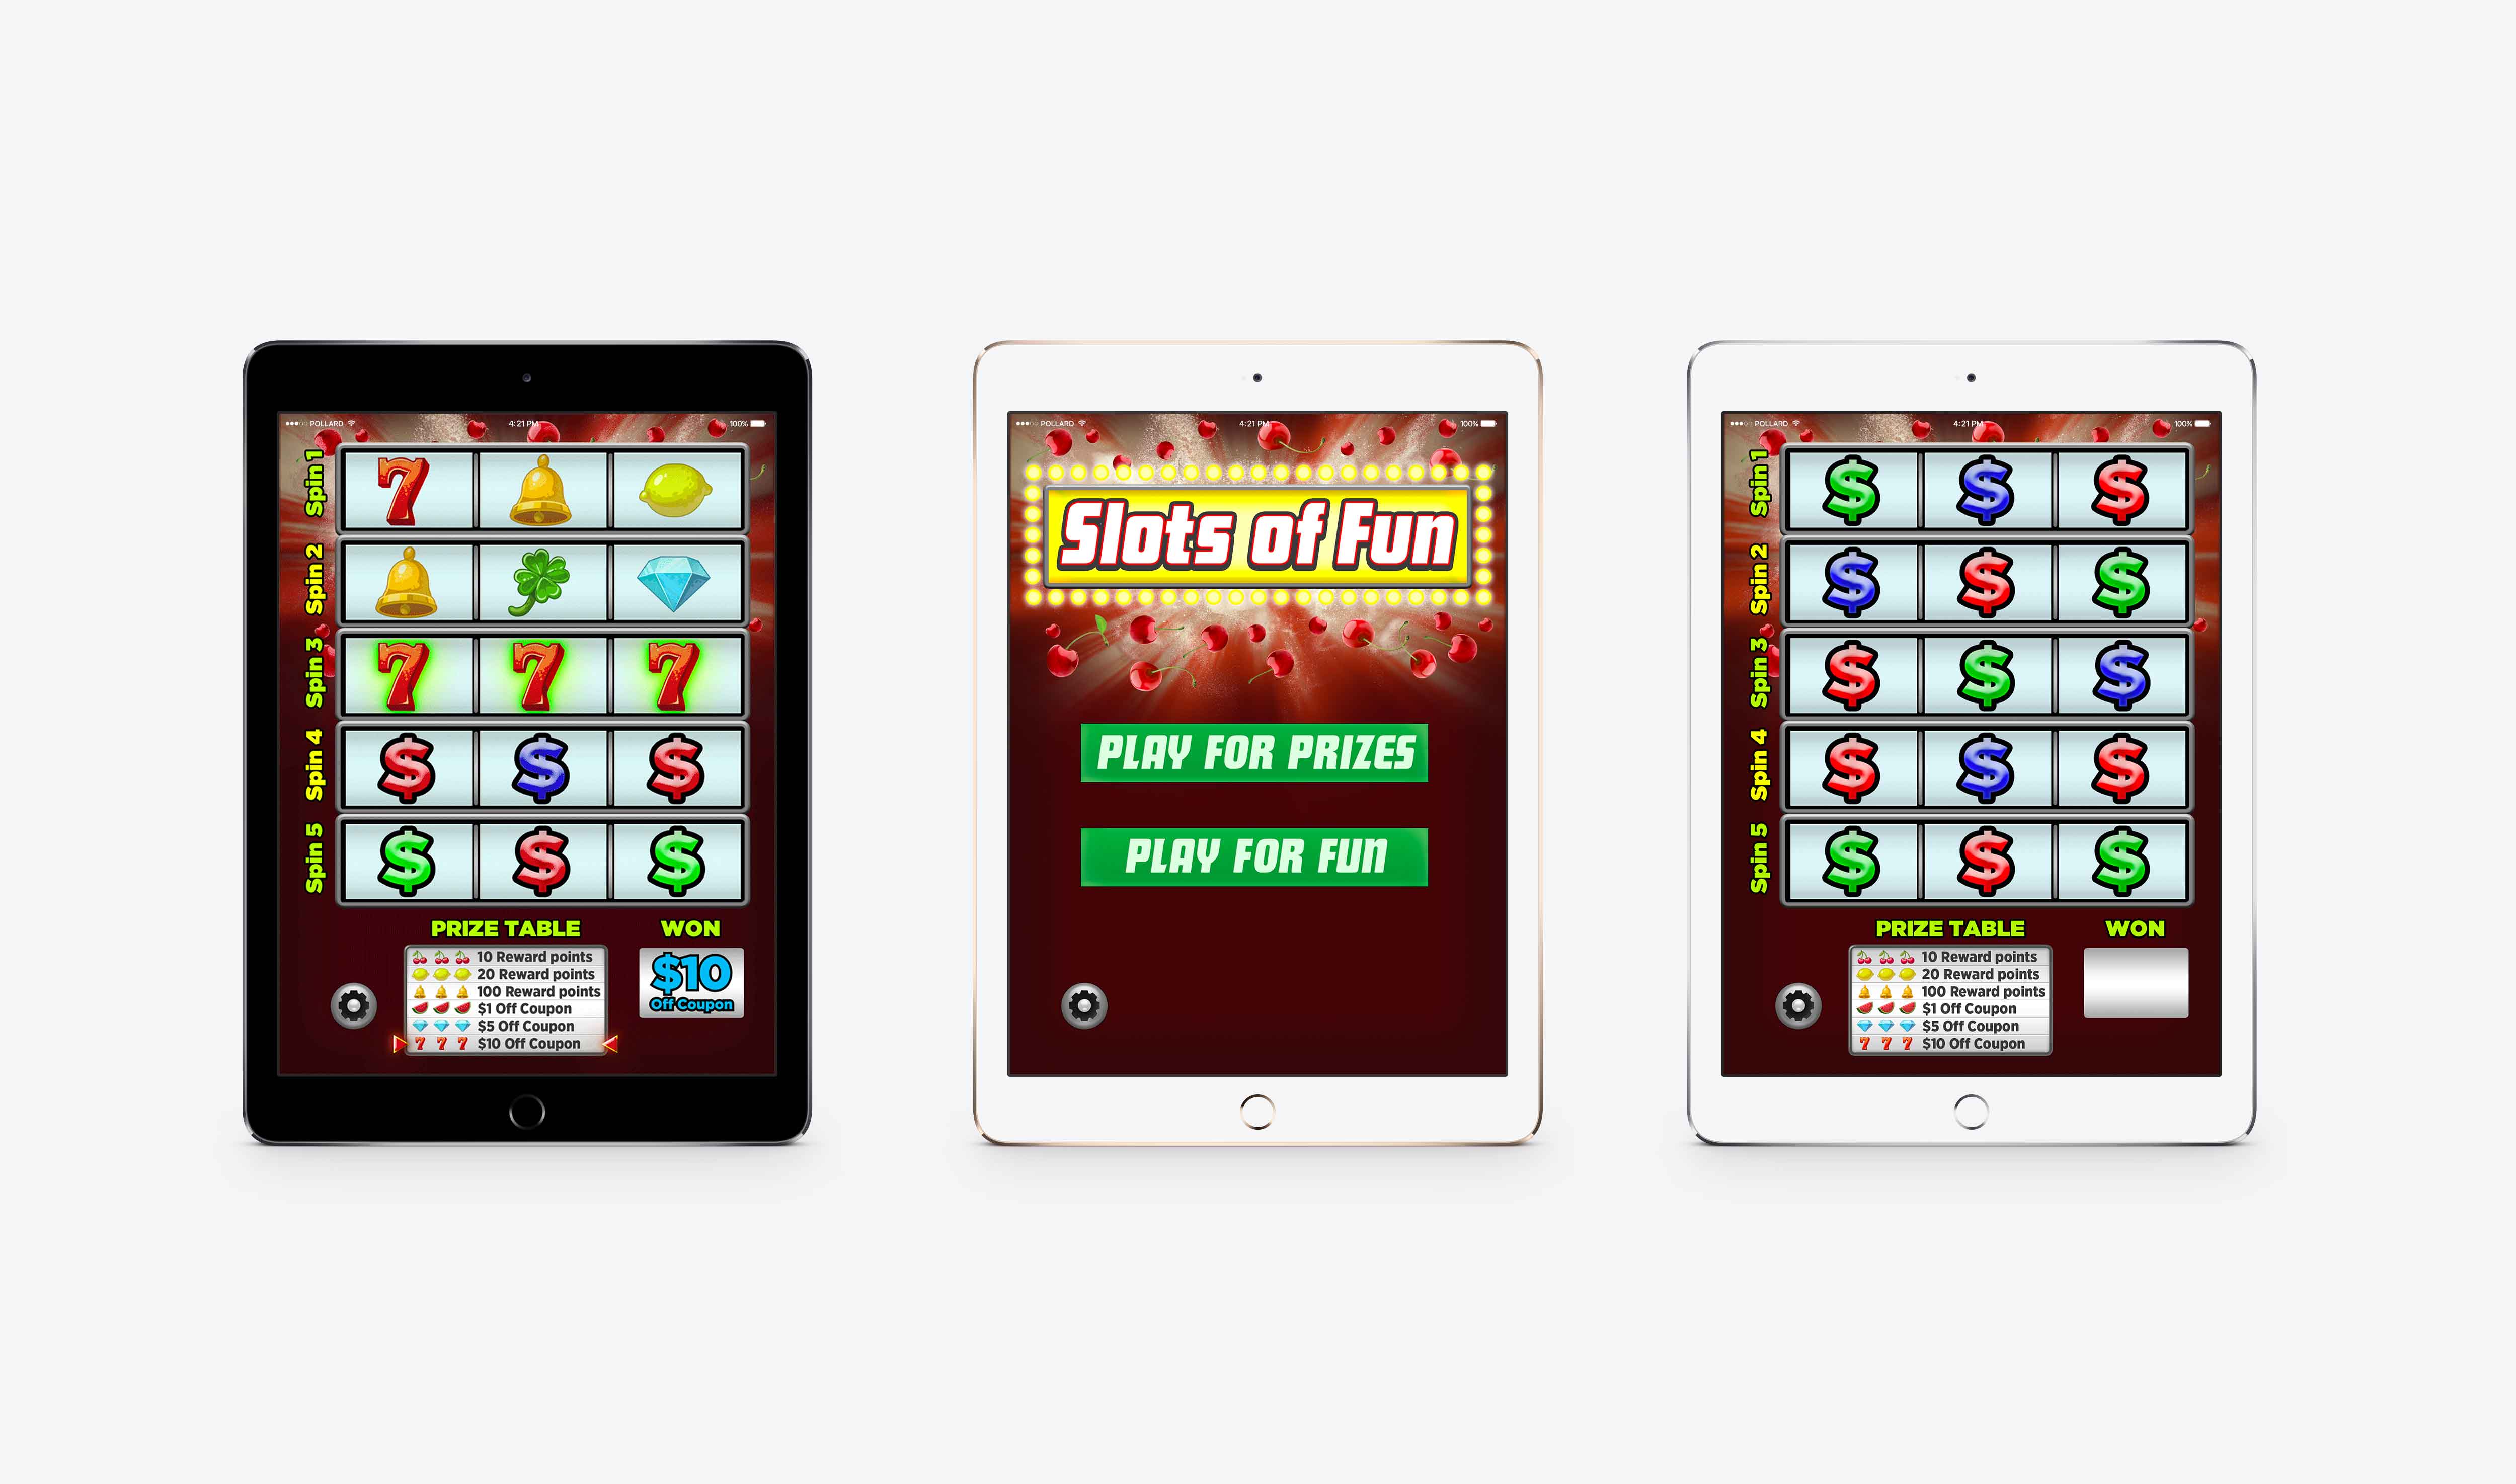 POLLARD 4:21 PM 100%
Spin 1
7
Spin 2
Spin 3
7 7 7
Spin 4
$ $ $
Spin 5
$ $ $
PRIZE TABLE
10 Reward points
20 Reward points
100 Reward points
$1 Off Coupon
$5 Off Coupon
7 7 7 $10 Off Coupon
WON
$10
Off Coupon
POLLARD 4:21 PM 100%
Slots of Fun
PLAY FOR PRIZES
PLAY FOR FUN
POLLARD 4:21 PM 100%
Spin 1
$ $ $
Spin 2
$ $ $
Spin 3
$ $ $
Spin 4
$ $ $
Spin 5
$ $ $
PRIZE TABLE
10 Reward points
20 Reward points
100 Reward points
$1 Off Coupon
$5 Off Coupon
7 7 7 $10 Off Coupon
WON